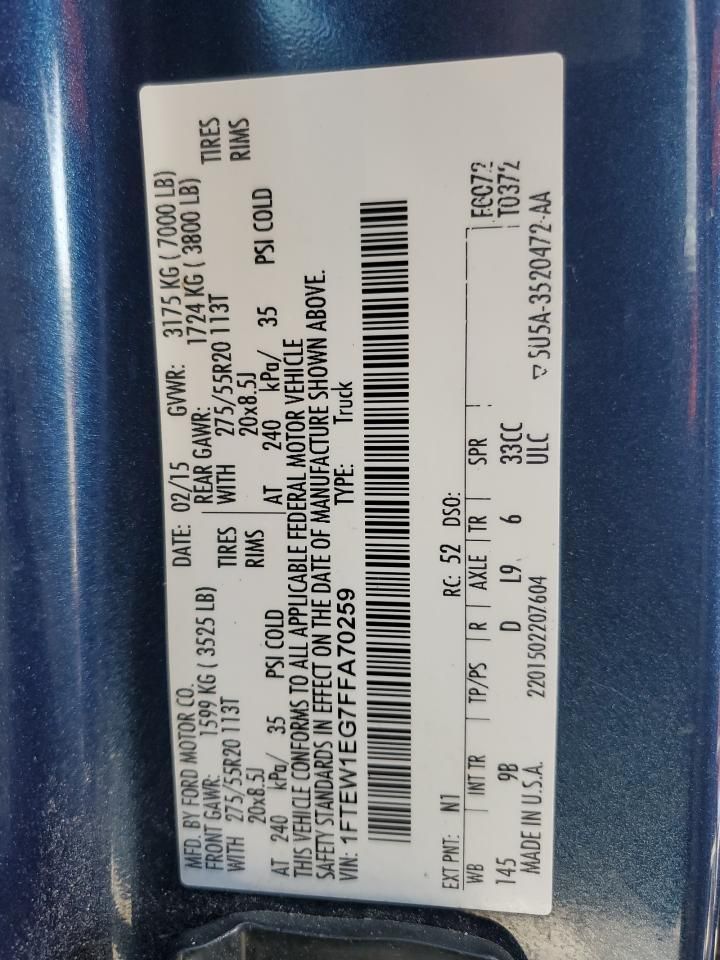 MFD. BY FORD MOTOR CO. DATE: 02/15 GVWR: 3175 KG ( 7000 LB)
FRONT GAWR: 1599 KG ( 3525 LB) REAR GAWR: 1724 KG ( 3800 LB)
WITH 275/55R20 113T TIRES WITH 275/55R20 113T TIRES
20x8.5J RIMS 20x8.5J RIMS
AT 240 kPa/ 35 PSI COLD AT 240 kPa/ 35 PSI COLD
THIS VEHICLE CONFORMS TO ALL APPLICABLE FEDERAL MOTOR VEHICLE
SAFETY STANDARDS IN EFFECT ON THE DATE OF MANUFACTURE SHOWN ABOVE.
VIN: 1FTEW1EG7FFA70259 TYPE: Truck
EXT PNT: N1 RC: 52 DSO:
WB INT TR TP/PS R AXLE TR SPR
145 9B D L9 6 33CC
ULC
MADE IN U.S.A. 2201502207604
T0372
▽ 5U5A-3520472-AA